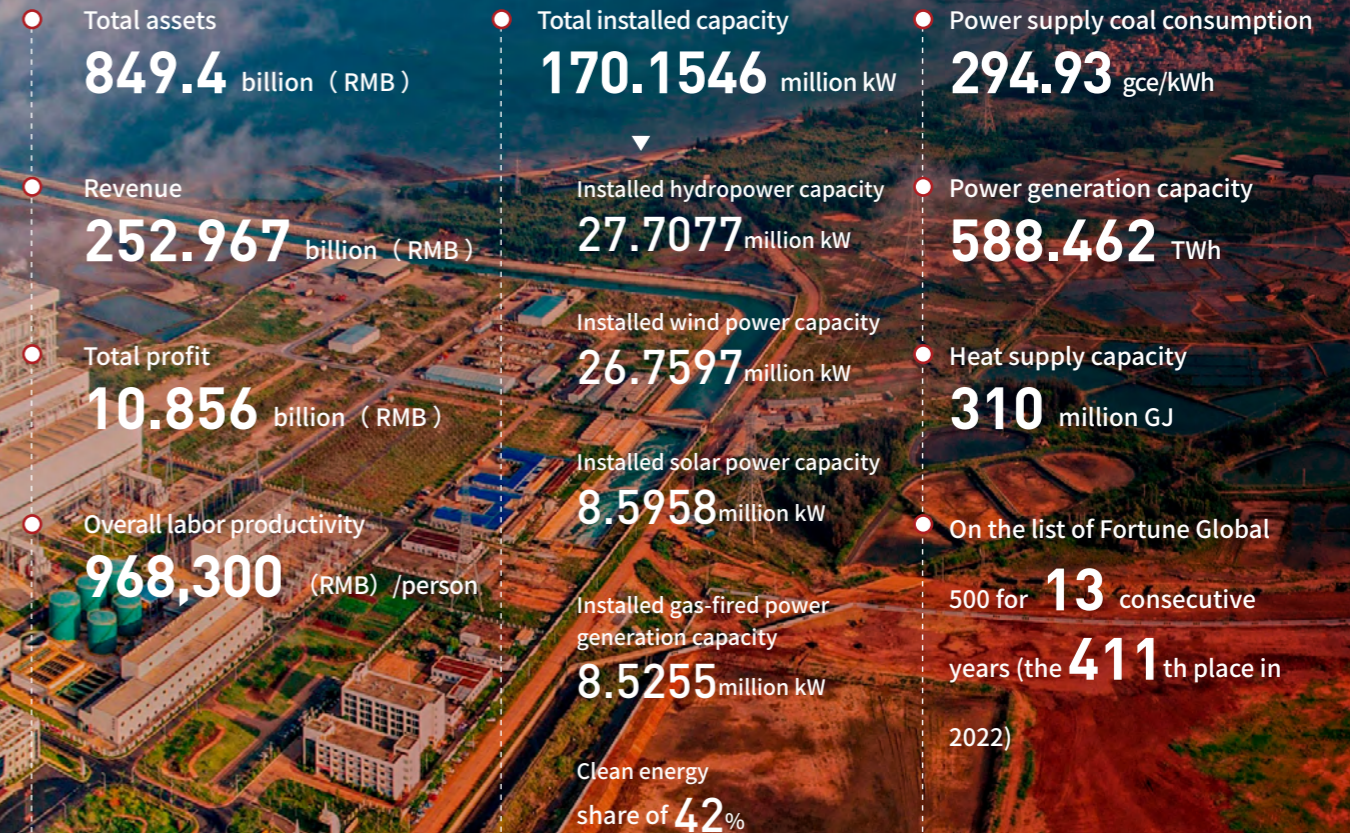 Total assets
849.4 billion（RMB）
Revenue
252.967 billion（RMB）
Total profit
10.856 billion（RMB）
Overall labor productivity
968,300（RMB）/person
Total installed capacity
170.1546 million kW
Installed hydropower capacity
27.7077million kW
Installed wind power capacity
26.7597million kW
Installed solar power capacity
8.5958million kW
Installed gas-fired power
generation capacity
8.5255million kW
Clean energy
share of 42%
Power supply coal consumption
294.93 gce/kWh
Power generation capacity
588.462 TWh
Heat supply capacity
310 million GJ
On the list of Fortune Global
500 for 13 consecutive
years (the 411th place in
2022)